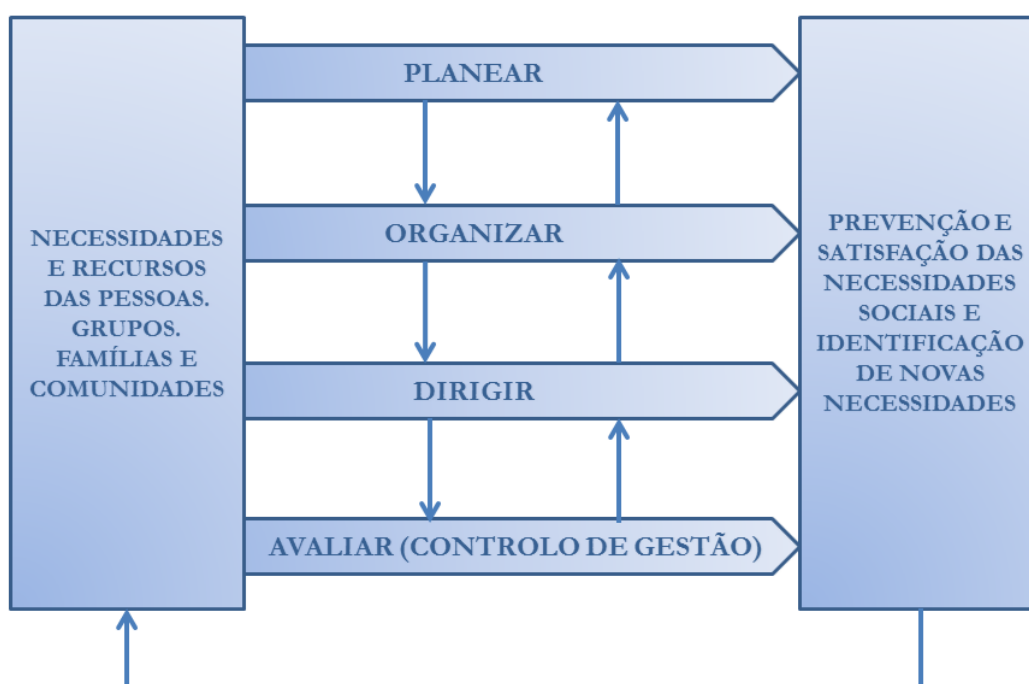 NECESSIDADES
E RECURSOS
DAS PESSOAS.
GRUPOS.
FAMÍLIAS E
COMUNIDADES
PLANEAR
ORGANIZAR
DIRIGIR
AVALIAR (CONTROLO DE GESTÃO)
PREVENÇÃO E
SATISFAÇÃO DAS
NECESSIDADES
SOCIAIS E
IDENTIFICAÇÃO
DE NOVAS
NECESSIDADES